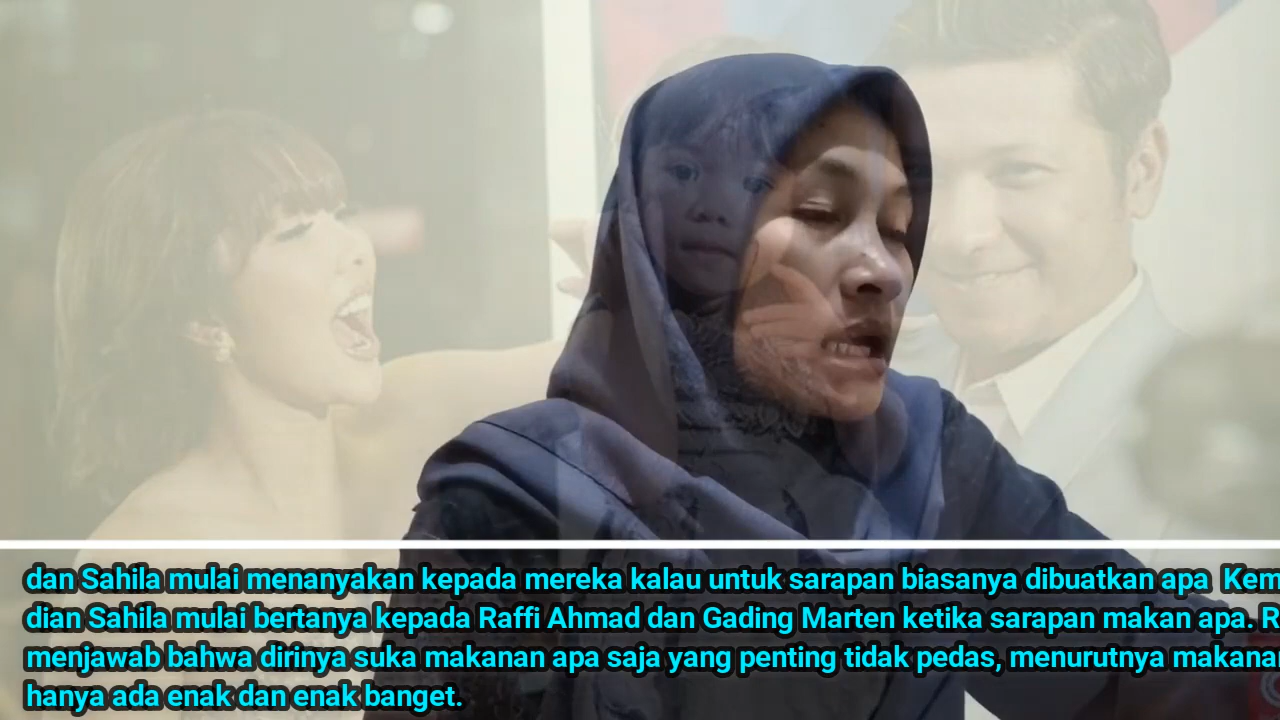 dan Sahila mulai menanyakan kepada mereka kalau untuk sarapan biasanya dibuatkan apa Kem
dian Sahila mulai bertanya kepada Raffi Ahmad dan Gading Marten ketika sarapan makan apa. R
menjawab bahwa dirinya suka makanan apa saja yang penting tidak pedas, menurutnya makanan
hanya ada enak dan enak banget.